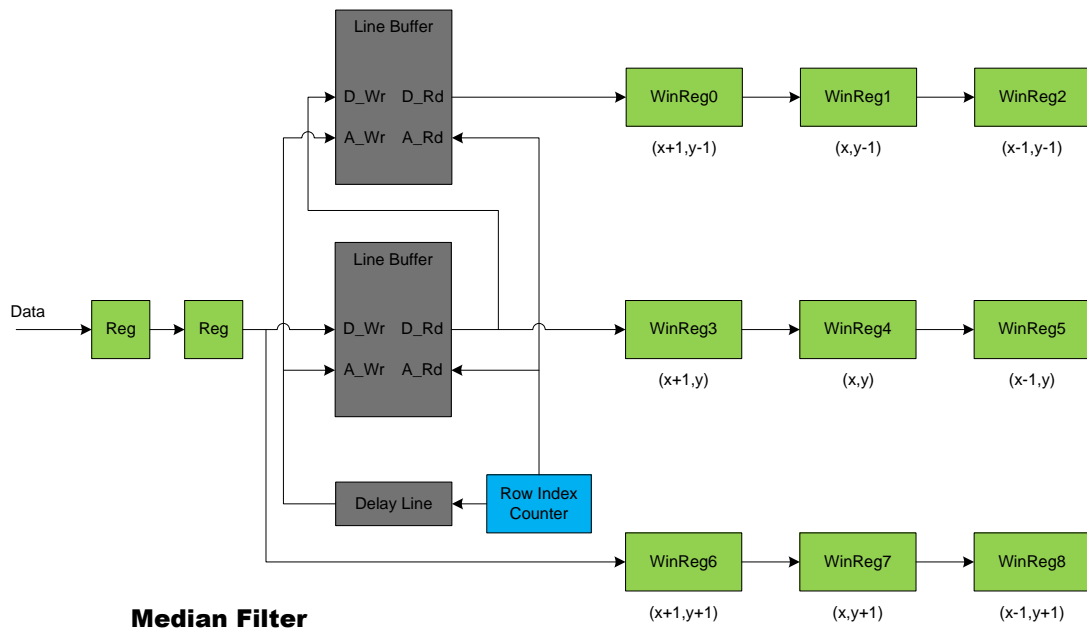 Line Buffer
D_Wr D_Rd
A_Wr A_Rd
WinReg0 WinReg1 WinReg2
(x+1,y-1) (x,y-1) (x-1,y-1)
Line Buffer
Data
Reg Reg
D_Wr D_Rd
A_Wr A_Rd
WinReg3 WinReg4 WinReg5
(x+1,y) (x,y) (x-1,y)
Delay Line
Row Index
Counter
WinReg6 WinReg7 WinReg8
(x+1,y+1) (x,y+1) (x-1,y+1)
Median Filter